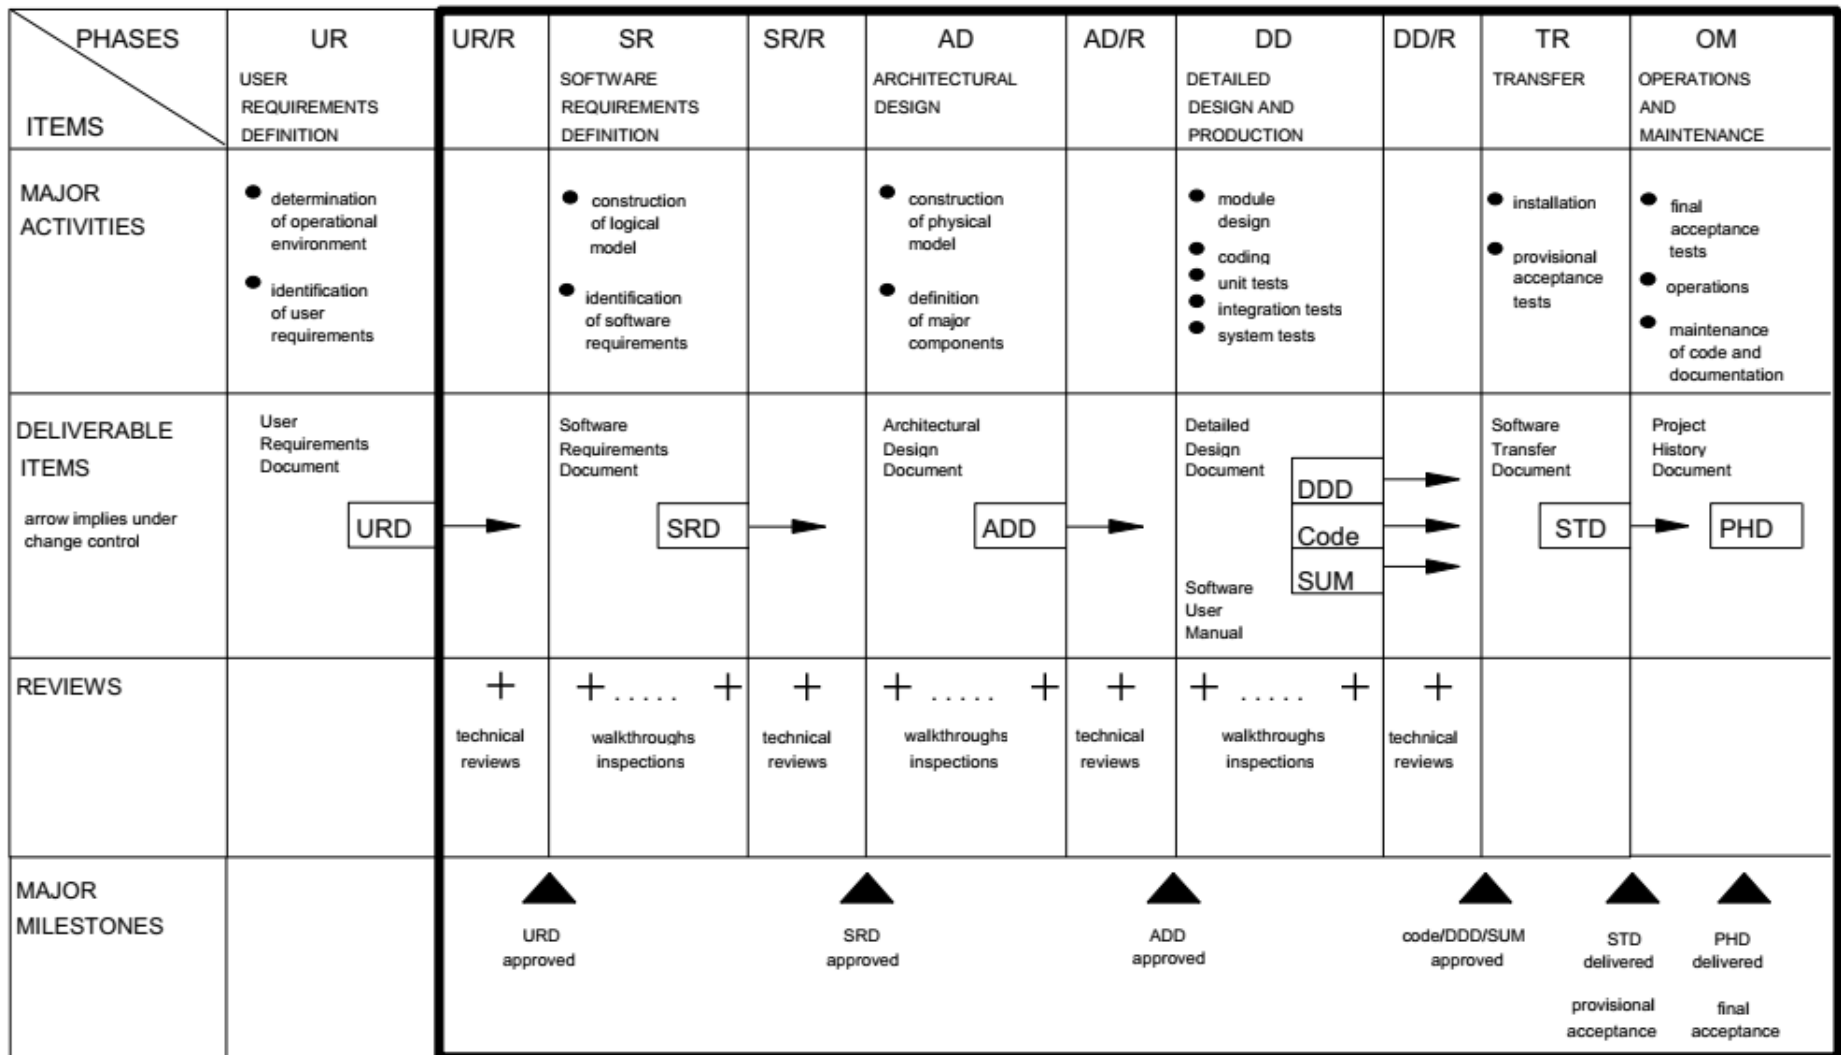 PHASES
ITEMS
UR
USER
REQUIREMENTS
DEFINITION
UR/R
SR
SOFTWARE
REQUIREMENTS
DEFINITION
SR/R
AD
ARCHITECTURAL
DESIGN
AD/R
DD
DETAILED
DESIGN AND
PRODUCTION
DD/R
TR
TRANSFER
OM
OPERATIONS
AND
MAINTENANCE
MAJOR
ACTIVITIES
determination
of operational
environment
identification
of user
requirements
construction
of logical
model
identification
of software
requirements
construction
of physical
model
definition
of major
components
module
design
coding
unit tests
integration tests
system tests
installation
provisional
acceptance
tests
final
acceptance
tests
operations
maintenance
of code and
documentation
DELIVERABLE
ITEMS
arrow implies under
change control
User
Requirements
Document
URD
Software
Requirements
Document
SRD
Architectural
Design
Document
ADD
Detailed
Design
Document
DDD
Code
SUM
Software
User
Manual
Software
Transfer
Document
STD
Project
History
Document
PHD
REVIEWS
+
technical
reviews
+ ..... +
walkthroughs
inspections
+
technical
reviews
+ ..... +
walkthroughs
inspections
+
technical
reviews
+ ..... +
walkthroughs
inspections
+
technical
reviews
MAJOR
MILESTONES
URD
approved
SRD
approved
ADD
approved
code/DDD/SUM
approved
STD
delivered
provisional
acceptance
PHD
delivered
final
acceptance